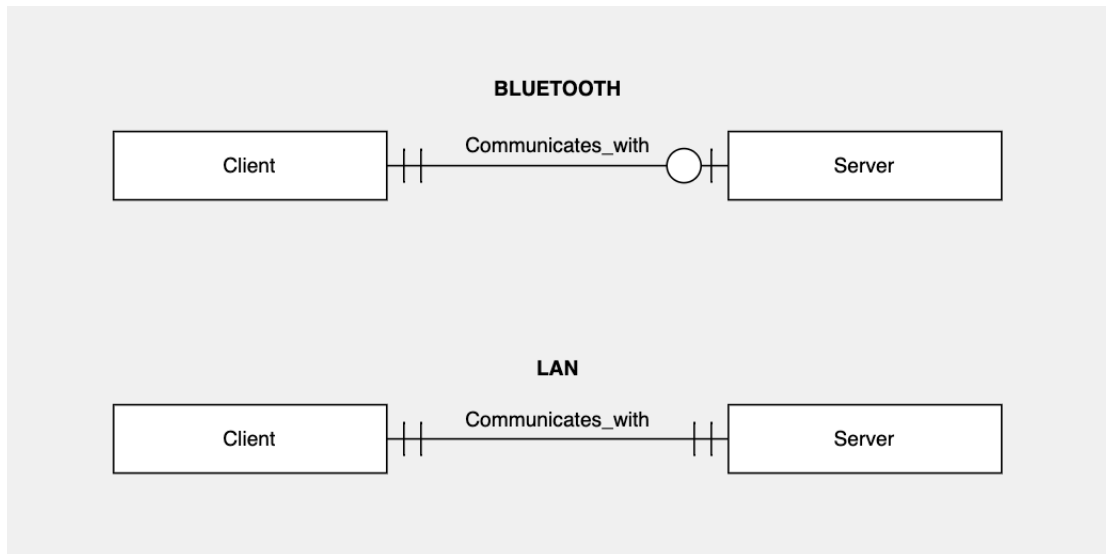 BLUETOOTH
Communicates_with
Client
Server
LAN
Communicates_with
Client
Server